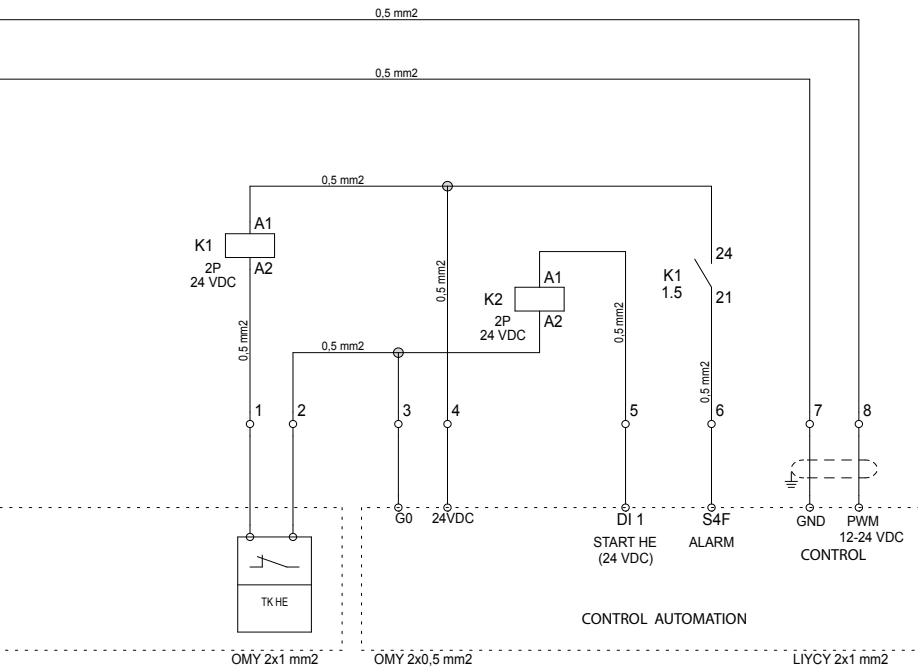 0,5 mm2
0,5 mm2
0,5 mm2
A1
K1
2P
24 VDC
A2
0,5 mm2
A1
K2
2P
24 VDC
A2
24
K1
1.5
21
0,5 mm2
0,5 mm2
0,5 mm2
0,5 mm2
0,5 mm2
1
2
3
4
5
6
7
8
G0
24VDC
DI 1
START HE
(24 VDC)
S4F
ALARM
GND
PWM
12-24 VDC
CONTROL
TK HE
CONTROL AUTOMATION
OMY 2x1 mm2
OMY 2x0,5 mm2
LIYCY 2x1 mm2